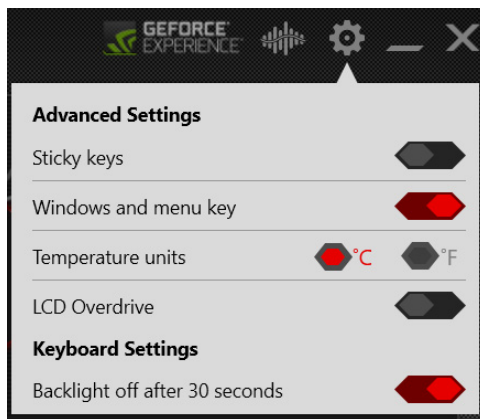 GEFORCE
EXPERIENCE
Advanced Settings
Sticky keys
Windows and menu key
Temperature units °C °F
LCD Overdrive
Keyboard Settings
Backlight off after 30 seconds